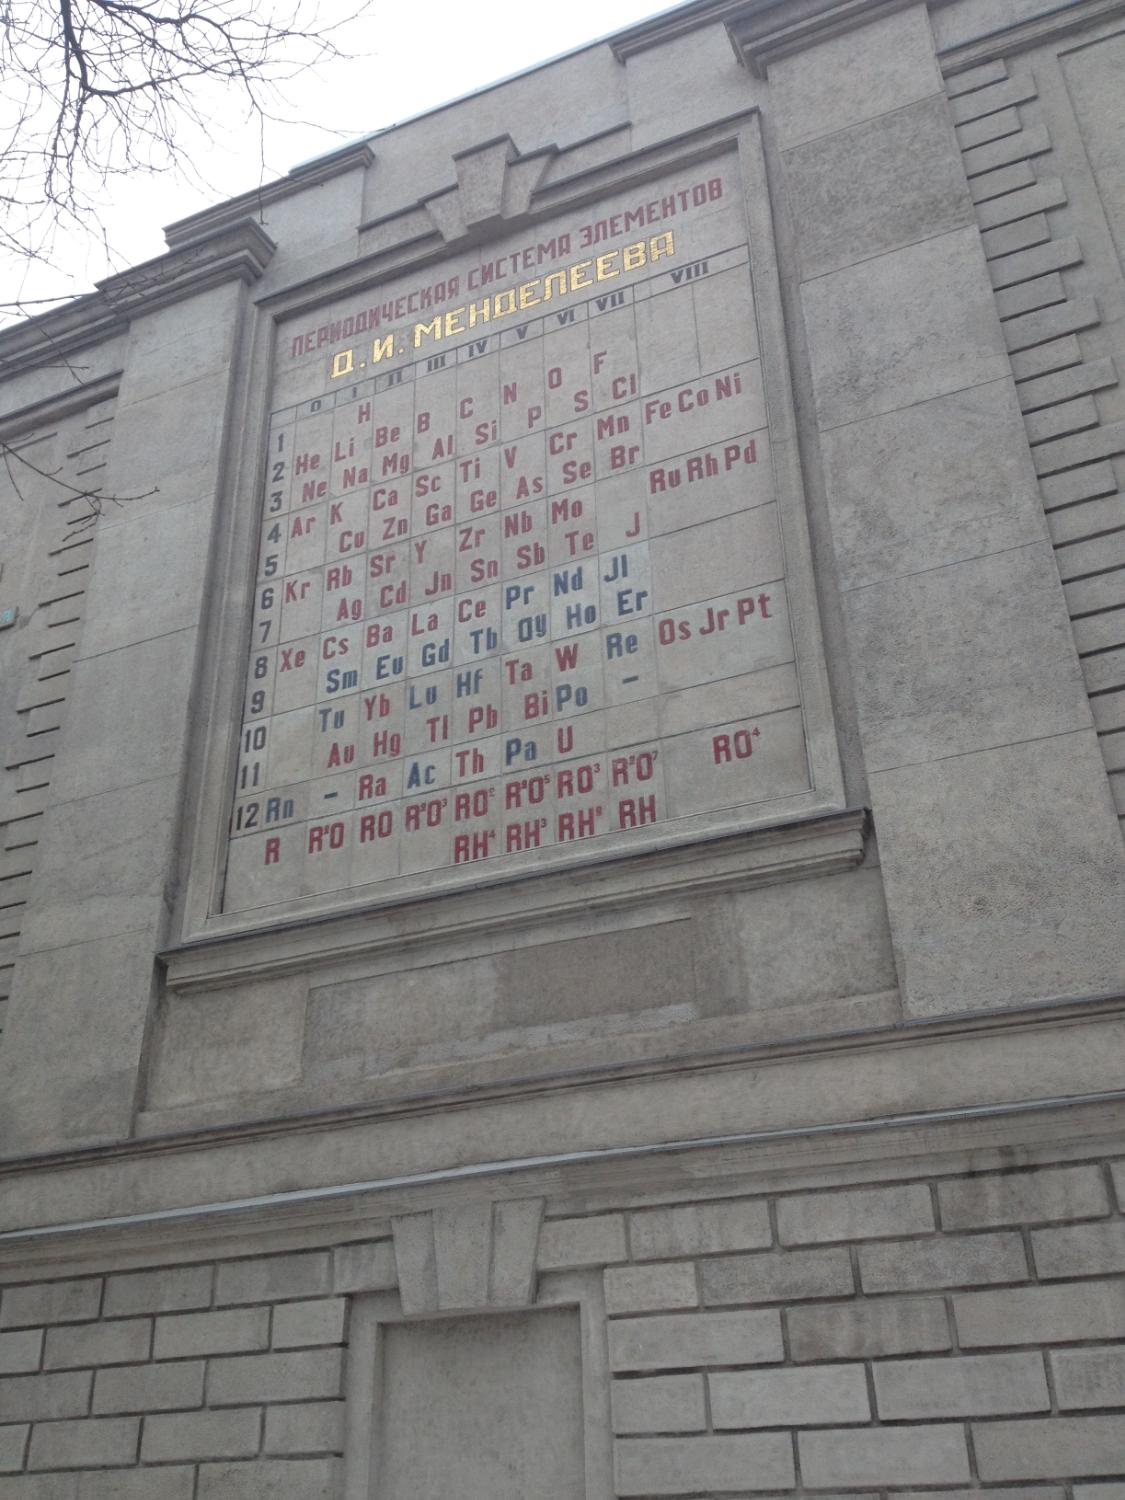 ПЕРИОДИЧЕСКАЯ СИСТЕМА ЭЛЕМЕНТОВ
Д. И. МЕНДЕЛЕЕВА
0 I II III IV V VI VII VIII
1 H
2 He Li Be B C N O F
3 Ne Na Mg Al Si P S Cl
4 Ar K Ca Sc Ti V Cr Mn Fe Co Ni
5 Cu Zn Ga Ge As Se Br
6 Kr Rb Sr Y Zr Nb Mo Ru Rh Pd
7 Ag Cd Jn Sn Sb Te J
8 Xe Cs Ba La Ce Pr Nd Jl
9 Sm Eu Gd Tb Dy Ho Er
10 Tu Yb Lu Hf Ta W Re Os Jr Pt
11 Au Hg Tl Pb Bi Po –
12 Rn – Ra Ac Th Pa U
R R²O RO R²O³ RO² R²O⁵ RO³ R²O⁷ RO⁴
RH⁴ RH³ RH² RH